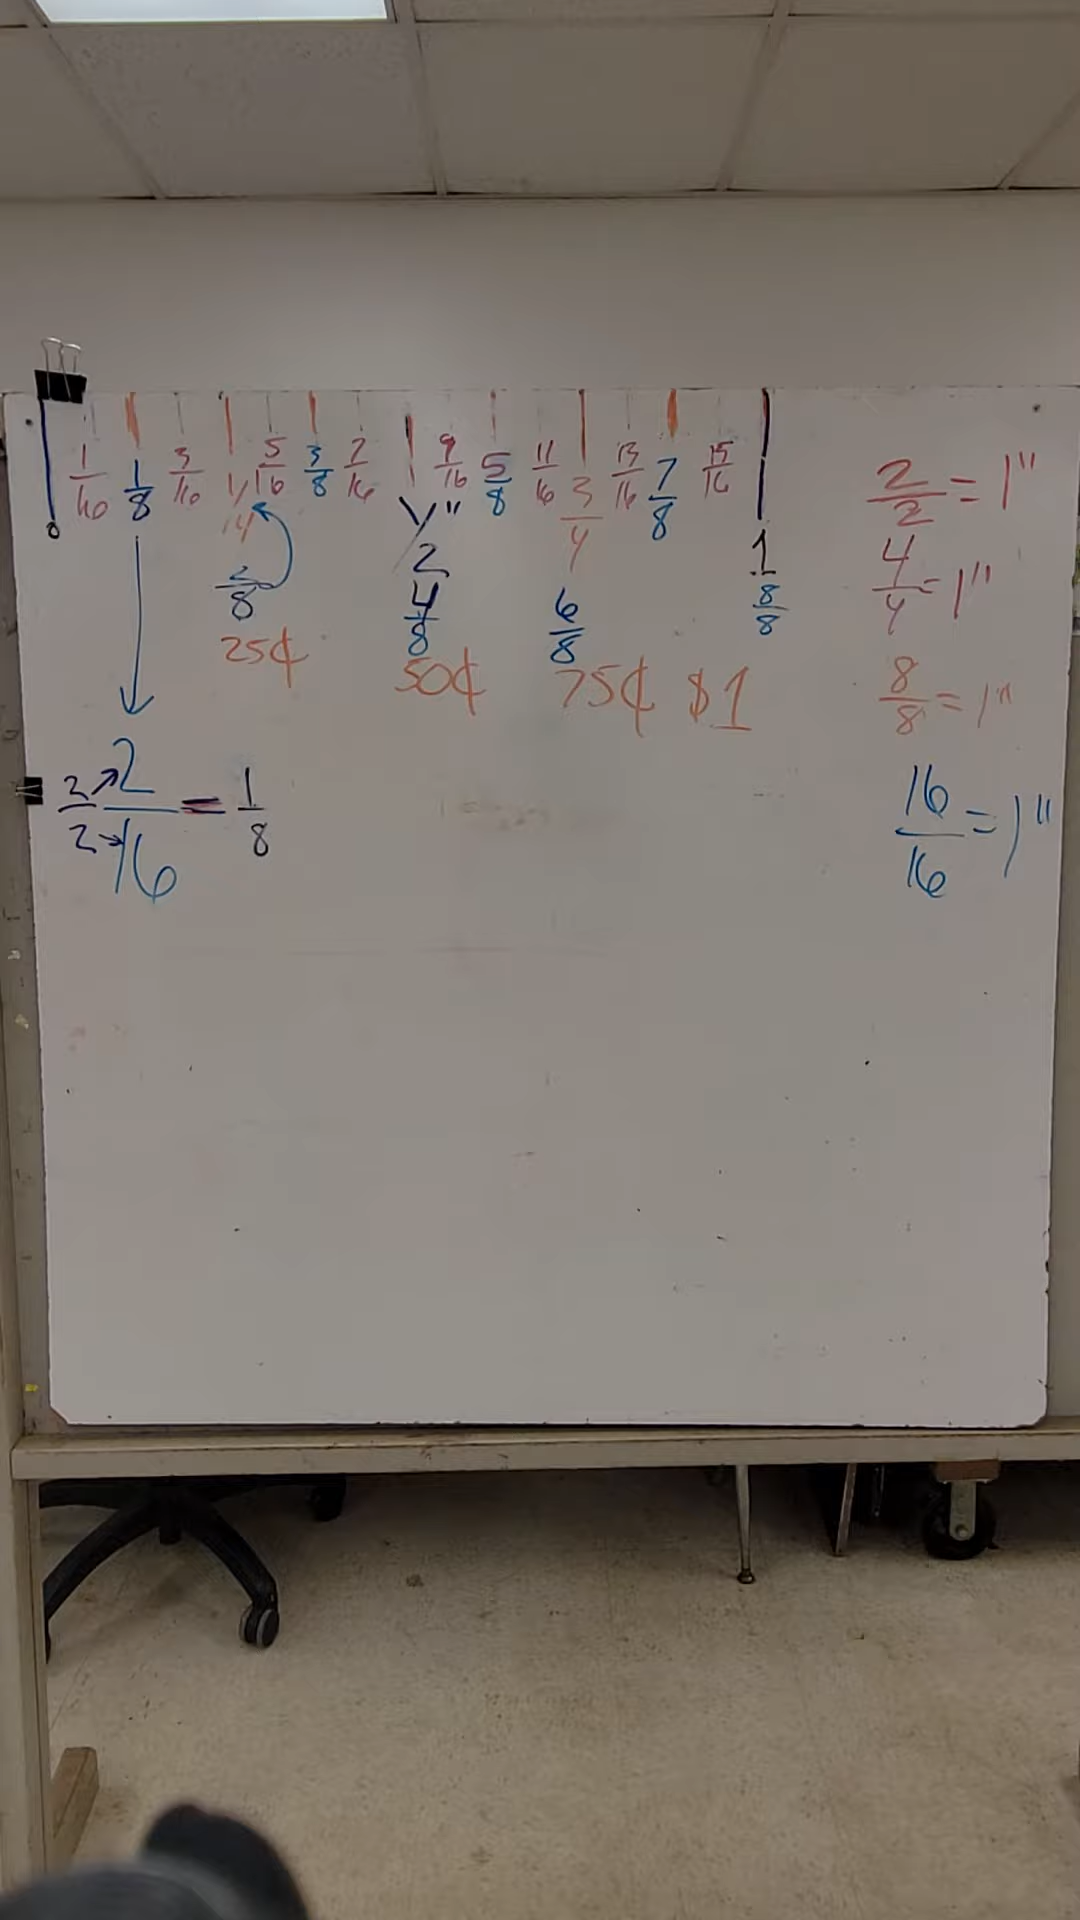 0 1/16 1/8 3/16 1/4 5/16 3/8 7/16 1/2" 9/16 5/8 11/16 3/4 13/16 7/8 15/16 1
2/8 4/8 6/8 8/8
25¢ 50¢ 75¢ $1
2/2 2/16 = 1/8
2/2 = 1"
4/4 = 1"
8/8 = 1"
16/16 = 1"